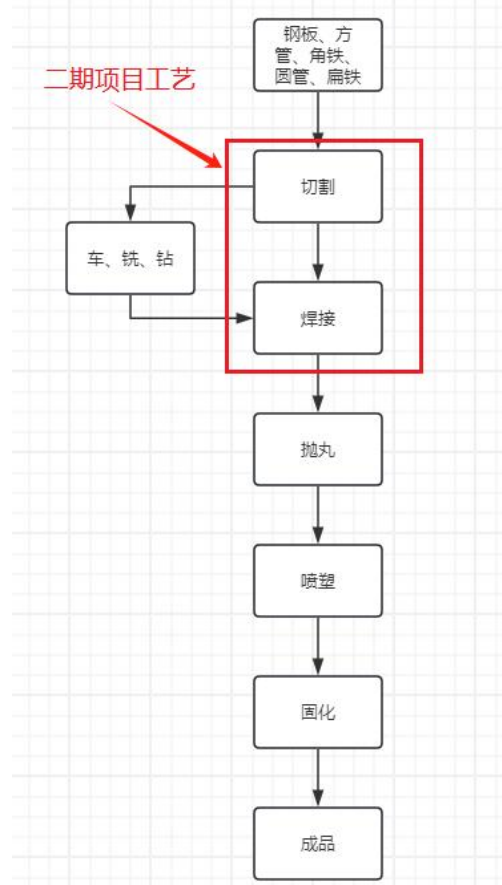 钢板、方
管、角铁、
圆管、扁铁
二期项目工艺
切割
车、铣、钻
焊接
抛丸
喷塑
固化
成品